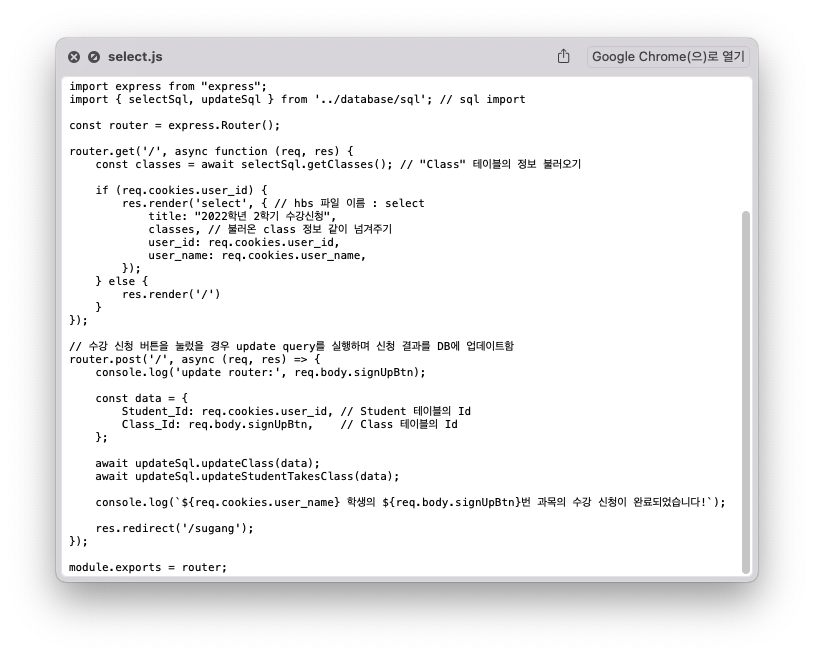 select.js
Google Chrome(으)로 열기
import express from "express";
import { selectSql, updateSql } from '../database/sql'; // sql import
const router = express.Router();
router.get('/', async function (req, res) {
const classes = await selectSql.getClasses(); // "Class" 테이블의 정보 불러오기
if (req.cookies.user_id) {
res.render('select', { // hbs 파일 이름 : select
title: "2022학년 2학기 수강신청",
classes, // 불러온 class 정보 같이 넘겨주기
user_id: req.cookies.user_id,
user_name: req.cookies.user_name,
});
} else {
res.render('/')
}
});
// 수강 신청 버튼을 눌렀을 경우 update query를 실행하며 신청 결과를 DB에 업데이트함
router.post('/', async (req, res) => {
console.log('update router:', req.body.signUpBtn);
const data = {
Student_Id: req.cookies.user_id, // Student 테이블의 Id
Class_Id: req.body.signUpBtn,    // Class 테이블의 Id
};
await updateSql.updateClass(data);
await updateSql.updateStudentTakesClass(data);
console.log(`${req.cookies.user_name} 학생의 ${req.body.signUpBtn}번 과목의 수강 신청이 완료되었습니다!`);
res.redirect('/sugang');
});
module.exports = router;